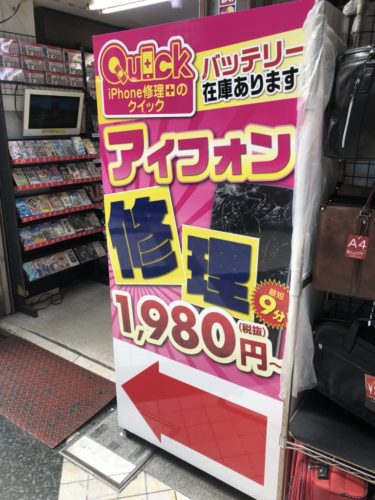 Quick
iPhone修理の
クイック
バッテリー
在庫あります
アイフォン
修理
最短
9分
1,980円~
(税抜)
A4